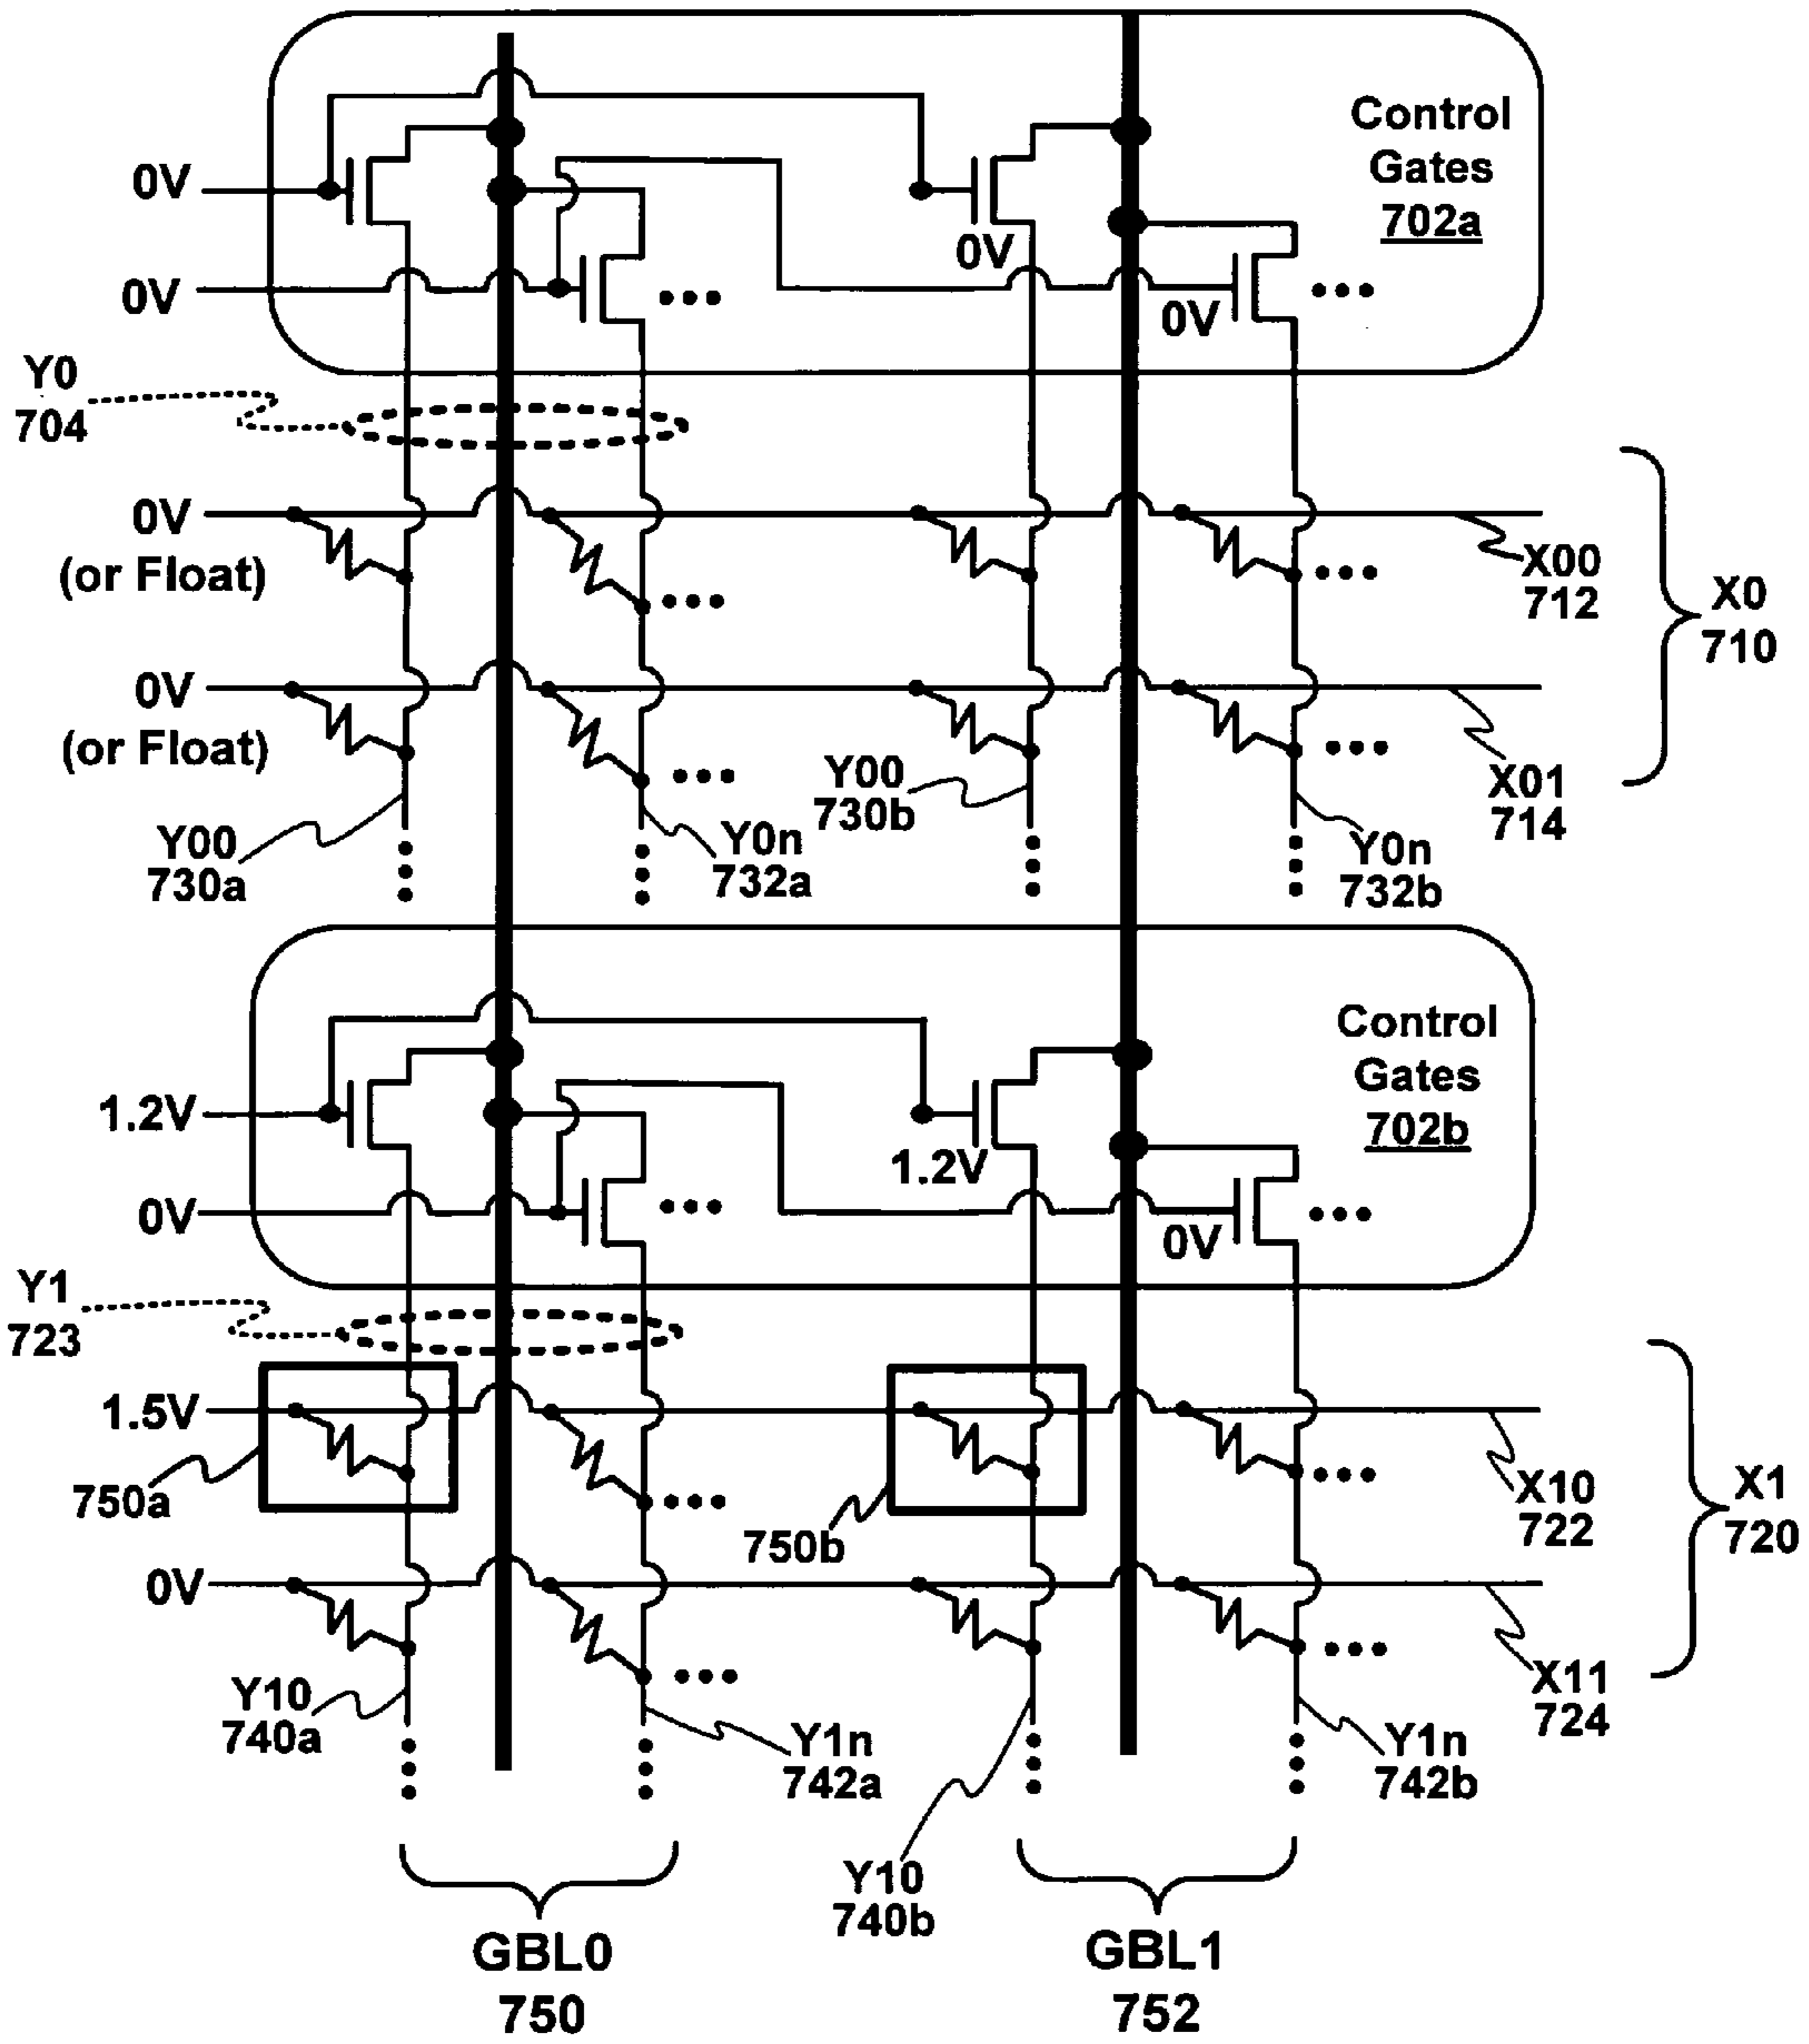 Control
Gates
702a
0V
0V
0V
0V
Y0
704
0V
(or Float)
X00
712
X0
710
0V
(or Float)
X01
714
Y00
730a
Y0n
732a
Y00
730b
Y0n
732b
Control
Gates
702b
1.2V
1.2V
0V
0V
Y1
723
1.5V
750a
750b
X10
722
X1
720
0V
X11
724
Y10
740a
Y1n
742a
Y10
740b
Y1n
742b
GBL0
750
GBL1
752